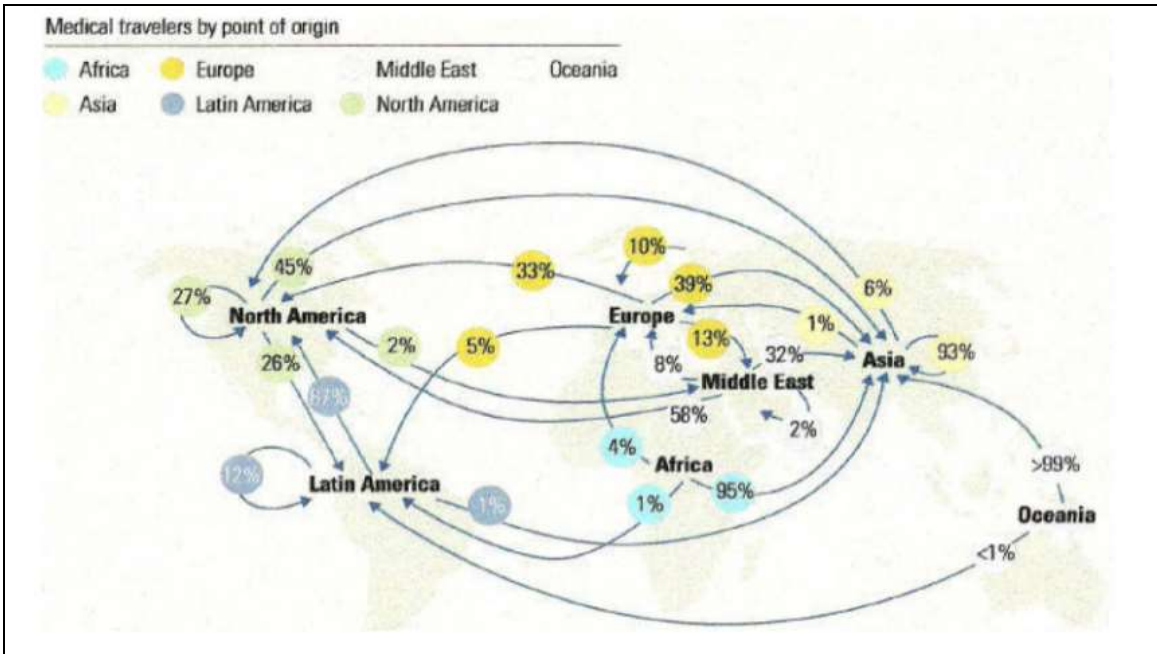 Medical travelers by point of origin
Africa Europe Middle East Oceania
Asia Latin America North America
10%
45% 33% 39% 6%
27% North America Europe 1%
26% 2% 5% 13% 8% 32% Asia 93%
Middle East
58% 2%
4%
12% Latin America Africa >99%
1% 1% 95%
Oceania
<1%